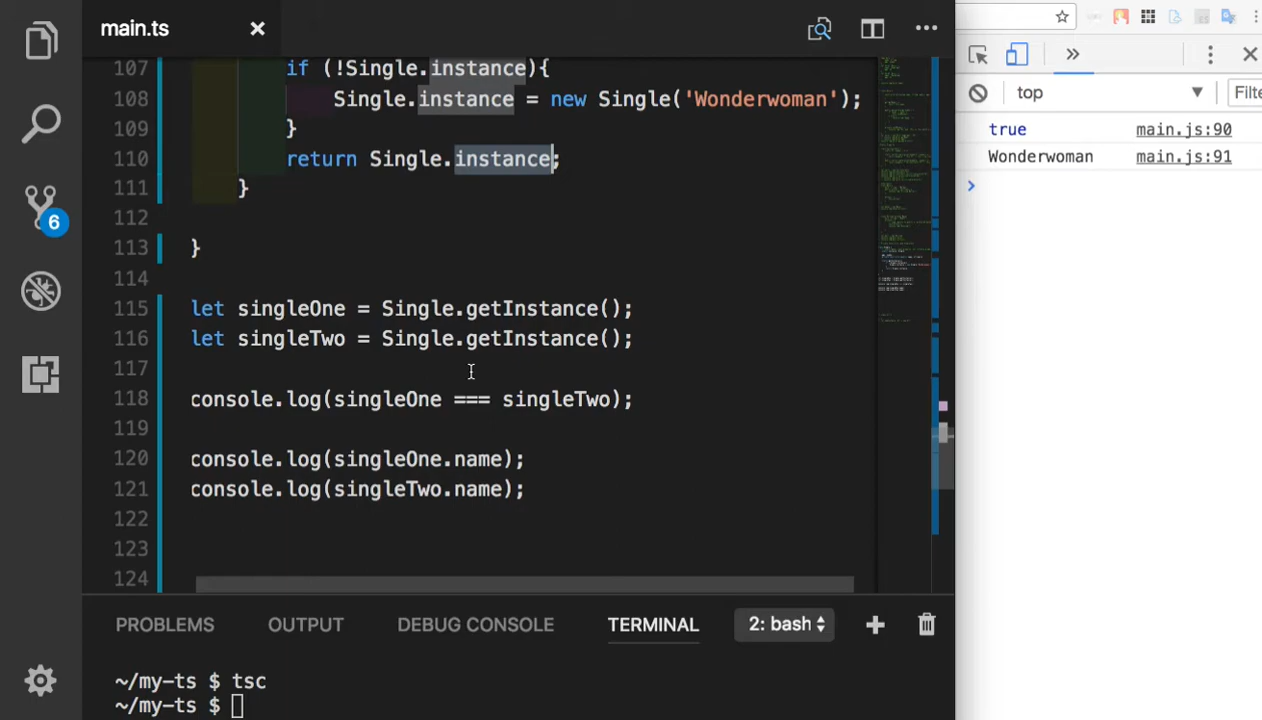 main.ts
107 if (!Single.instance){
108 Single.instance = new Single('Wonderwoman');
109 }
110 return Single.instance;
111 }
112
113 }
114
115 let singleOne = Single.getInstance();
116 let singleTwo = Single.getInstance();
117
118 console.log(singleOne === singleTwo);
119
120 console.log(singleOne.name);
121 console.log(singleTwo.name);
122
123
124
6
PROBLEMS OUTPUT DEBUG CONSOLE TERMINAL 2: bash
~/my-ts $ tsc
~/my-ts $
top Filte
true main.js:90
Wonderwoman main.js:91